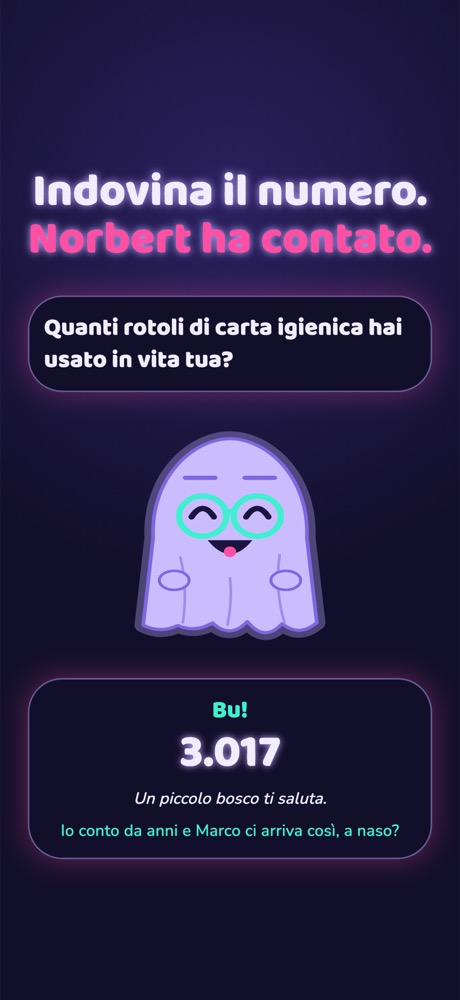 Indovina il numero.
Norbert ha contato.
Quanti rotoli di carta igienica hai
usato in vita tua?
Bu!
3.017
Un piccolo bosco ti saluta.
Io conto da anni e Marco ci arriva così, a naso?